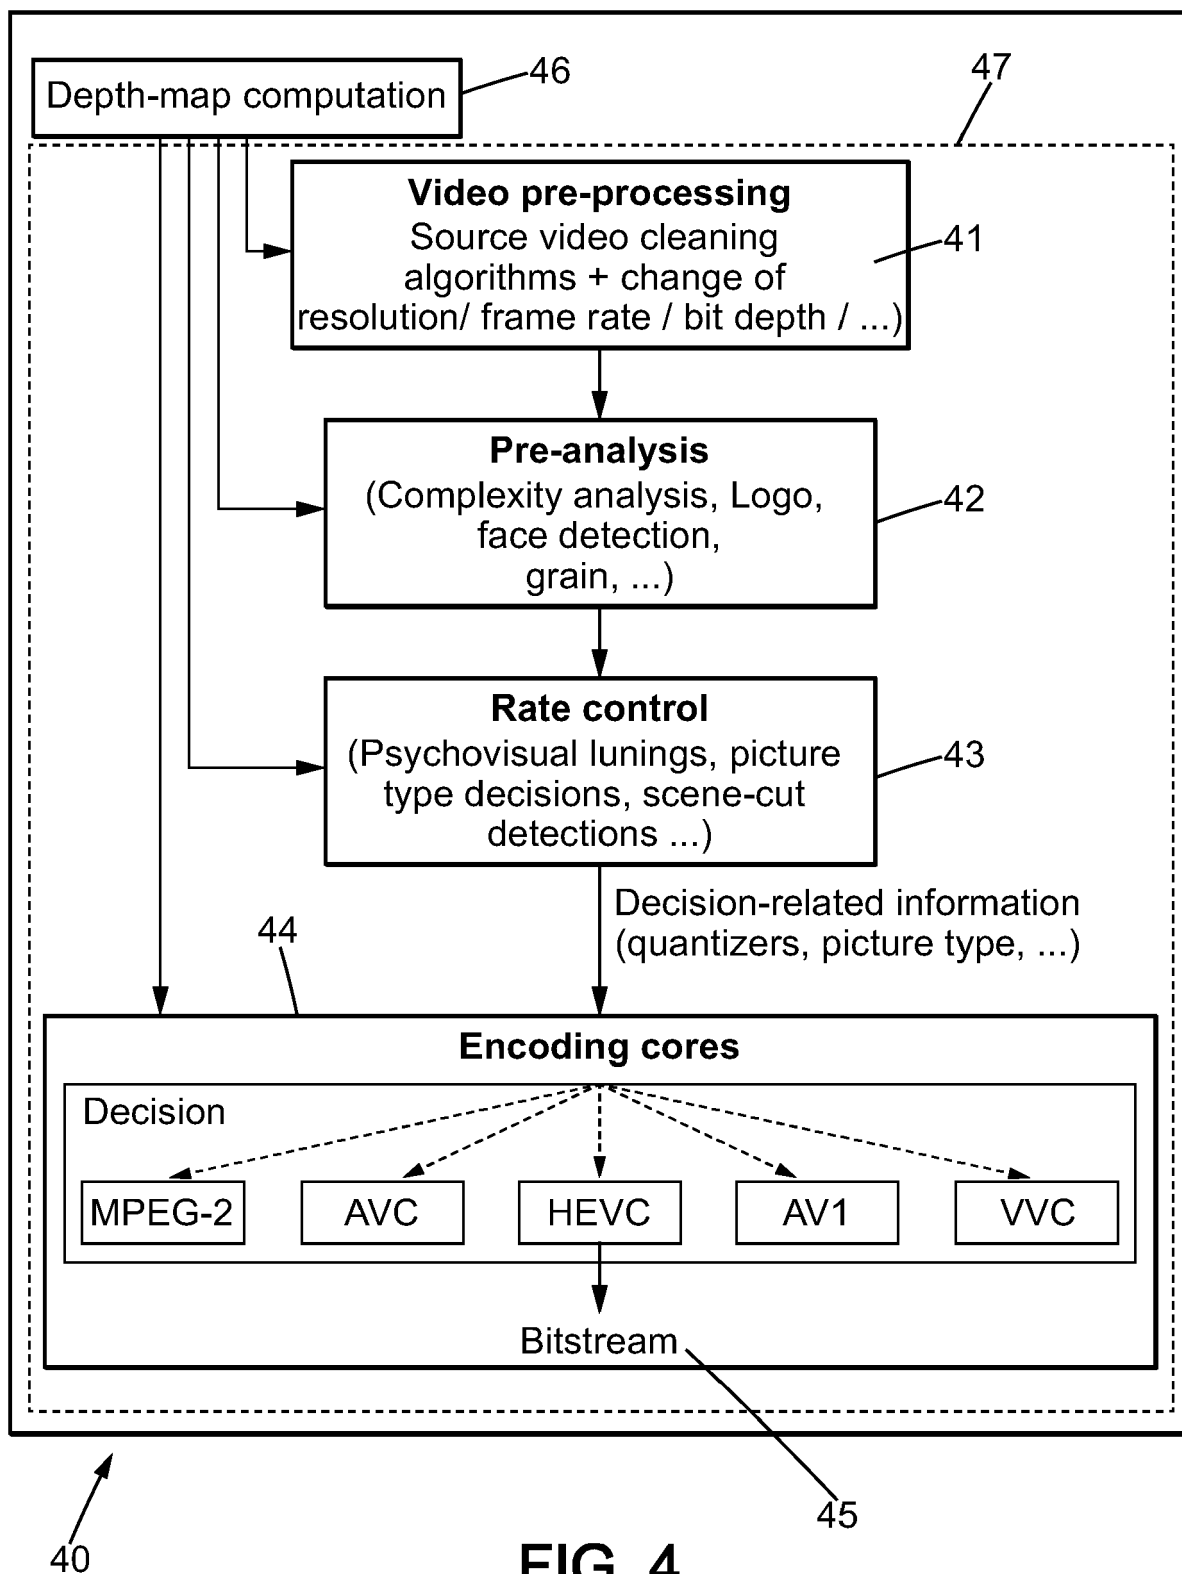 Depth-map computation
46
47
Video pre-processing
Source video cleaning
algorithms + change of
resolution/ frame rate / bit depth / ...)
41
Pre-analysis
(Complexity analysis, Logo,
face detection,
grain, ...)
42
Rate control
(Psychovisual lunings, picture
type decisions, scene-cut
detections ...)
43
Decision-related information
(quantizers, picture type, ...)
44
Encoding cores
Decision
MPEG-2
AVC
HEVC
AV1
VVC
Bitstream
45
40
FIG. 4